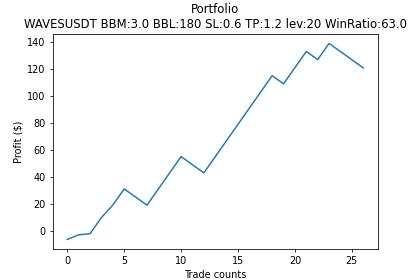 Portfolio
WAVESUSDT BBM:3.0 BBL:180 SL:0.6 TP:1.2 lev:20 WinRatio:63.0
140
120
100
80
60
40
20
0
Profit ($)
0 5 10 15 20 25
Trade counts